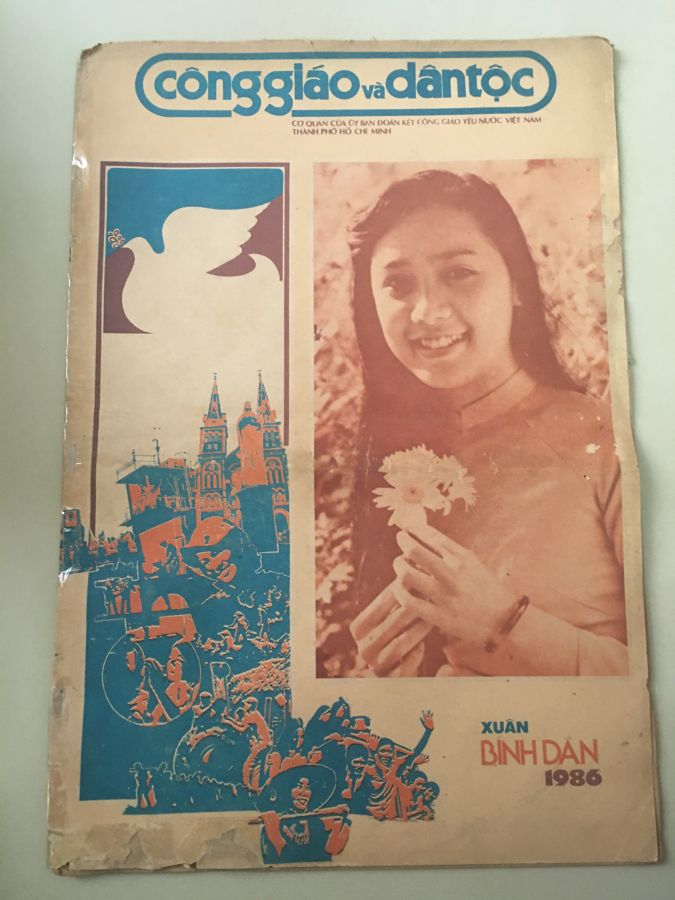 cônggiáo và dântộc
CƠ QUAN CỦA ỦY BAN ĐOÀN KẾT CÔNG GIÁO YÊU NƯỚC VIỆT NAM
THÀNH PHỐ HỒ CHÍ MINH
XUÂN
BINH DẦN
1986